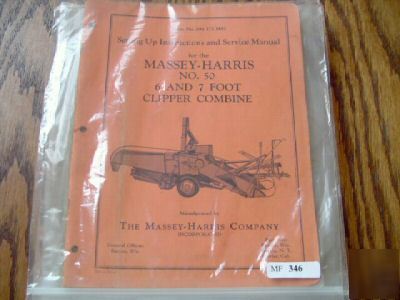 Setting Up Instructions and Service Manual
for the
MASSEY-HARRIS
NO. 50
6 AND 7 FOOT
CLIPPER COMBINE
Manufactured by
THE MASSEY-HARRIS COMPANY
INCORPORATED
General Offices:
Racine, Wis.
MF 346